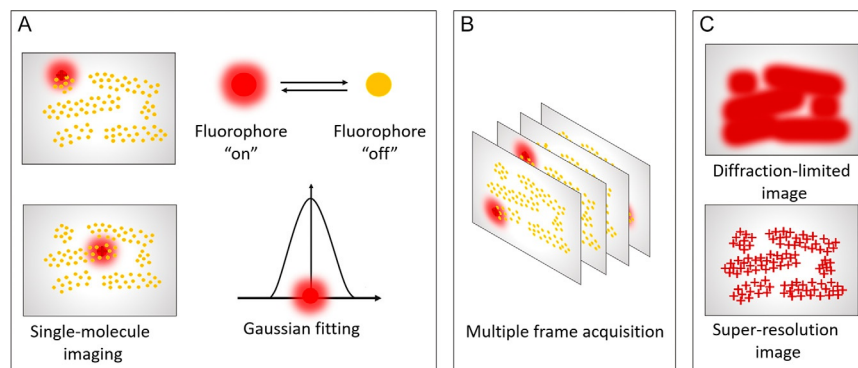 A
Fluorophore
"on"
Fluorophore
"off"
Single-molecule
imaging
Gaussian fitting
B
Multiple frame acquisition
C
Diffraction-limited
image
Super-resolution
image